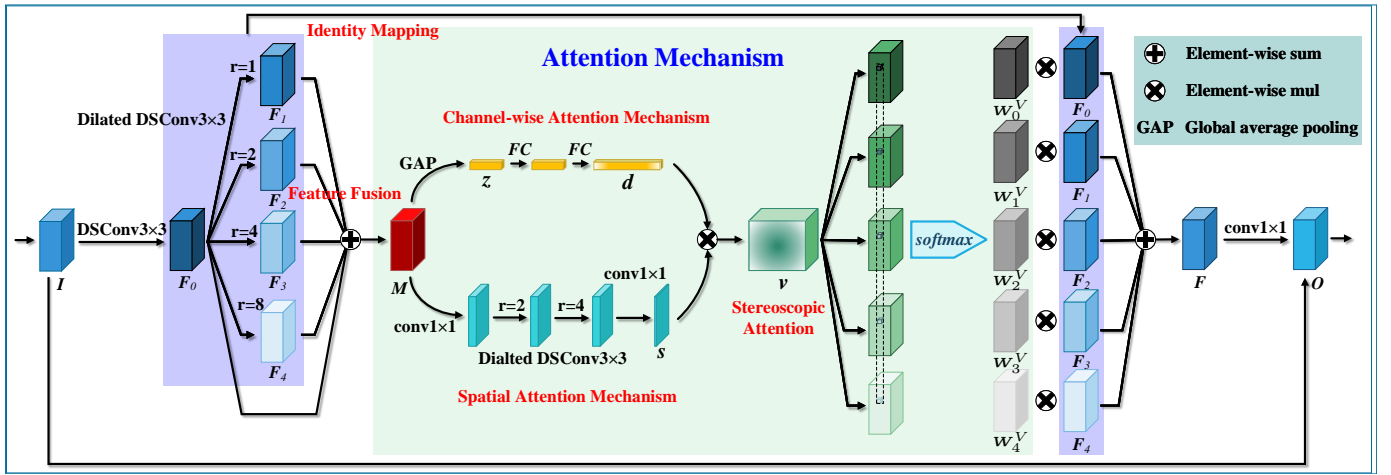 Identity Mapping
Attention Mechanism
Element-wise sum
Element-wise mul
GAP Global average pooling
r=1
F1
Dilated DSConv3×3
r=2
F2
Feature Fusion
DSConv3×3
I
F0
r=4
F3
r=8
F4
Channel-wise Attention Mechanism
GAP
FC
FC
z
d
M
conv1×1
r=2
r=4
conv1×1
Dialted DSConv3×3
s
Spatial Attention Mechanism
v
Stereoscopic
Attention
softmax
W0V
W1V
W2V
W3V
W4V
F0
F1
F2
F3
F4
F
conv1×1
O